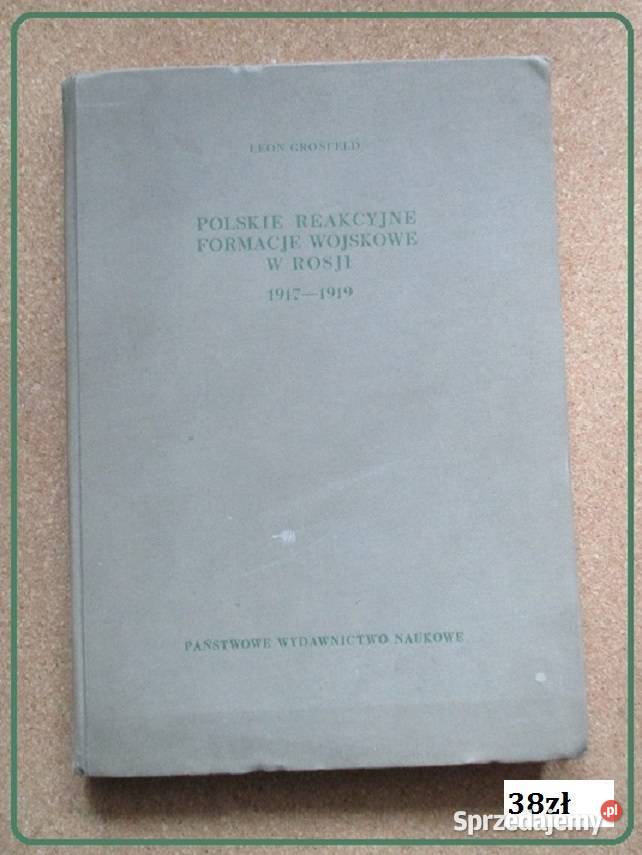 LEON GROSFELD
POLSKIE REAKCYJNE
FORMACJE WOJSKOWE
W ROSJI
1917—1919
PAŃSTWOWE WYDAWNICTWO NAUKOWE
38zł
Sprzedajemy.pl